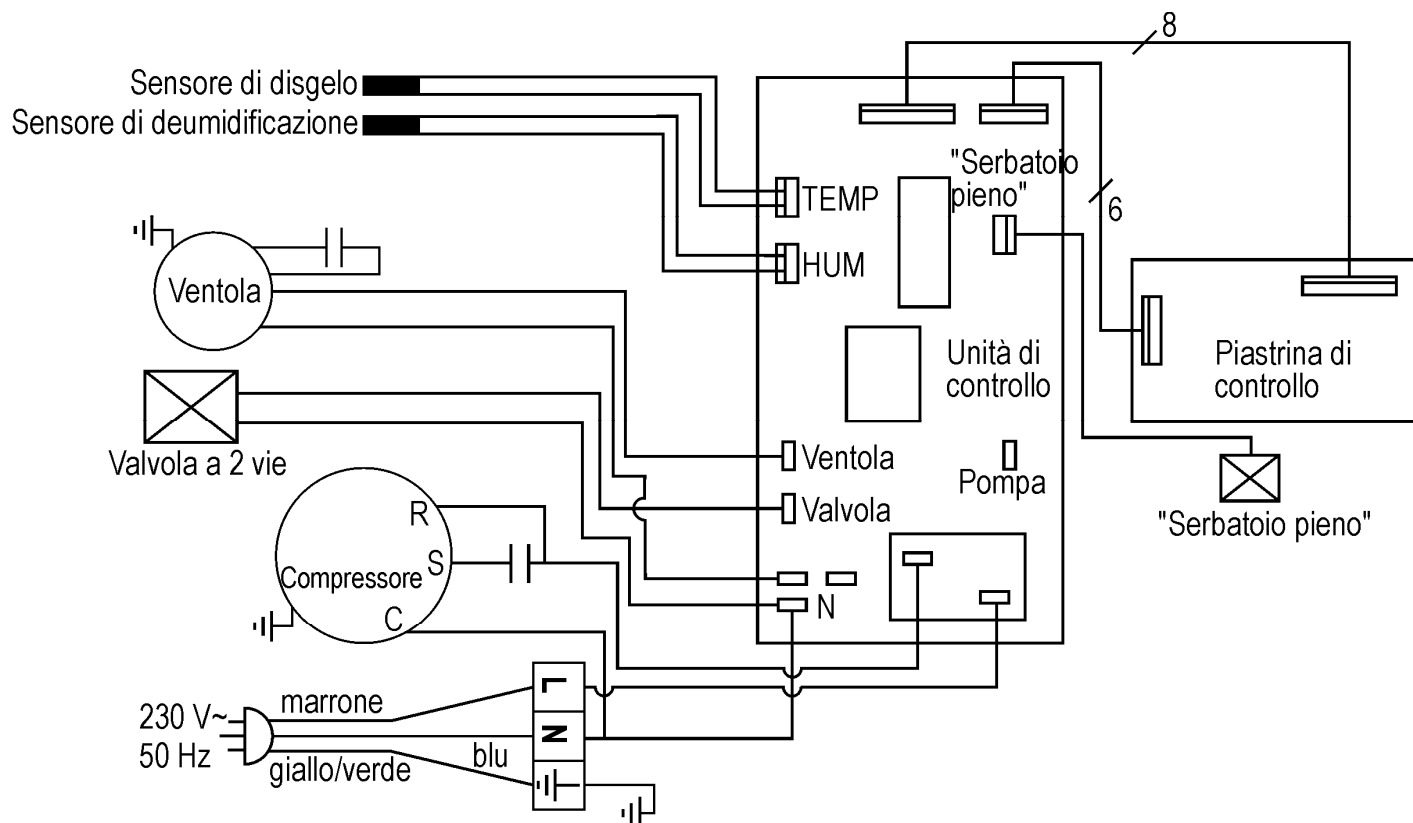 8
Sensore di disgelo
Sensore di deumidificazione
"Serbatoio
pieno"
TEMP
6
HUM
Ventola
Unità di
controllo
Piastrina di
controllo
Valvola a 2 vie
Ventola
Pompa
R
Valvola
"Serbatoio pieno"
S
Compressore
C
N
L
marrone
230 V~
N
50 Hz
blu
giallo/verde